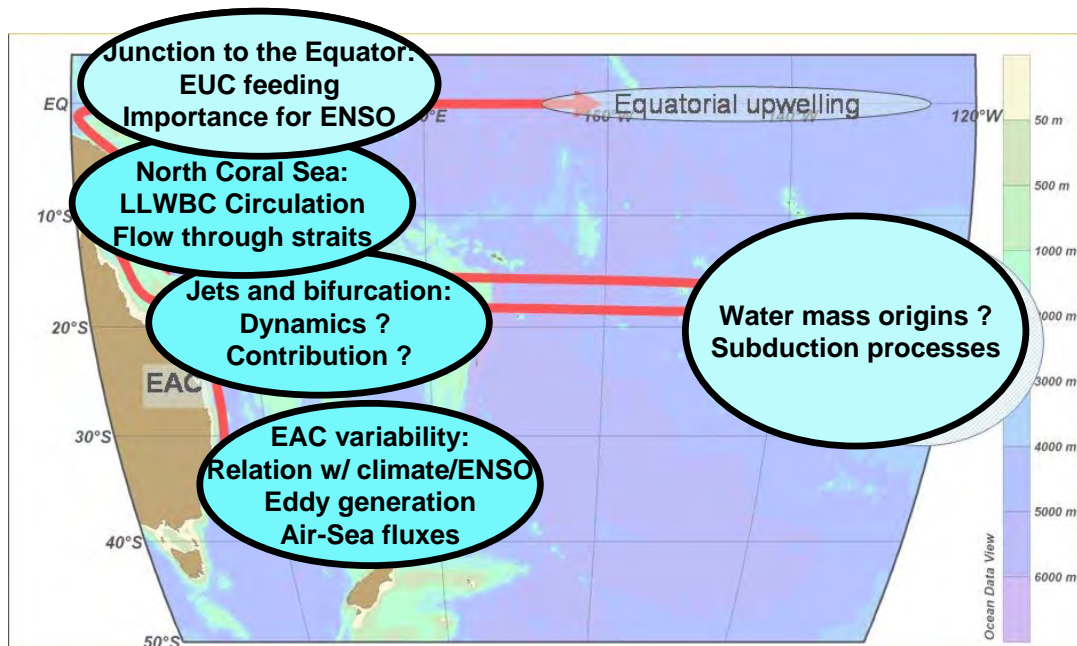 Junction to the Equator:
EUC feeding
Importance for ENSO
EQ
Equatorial upwelling
160°W
140°W
120°W
North Coral Sea:
LLWBC Circulation
Flow through straits
10°S
Jets and bifurcation:
Dynamics ?
Contribution ?
20°S
Water mass origins ?
Subduction processes
EAC
30°S
EAC variability:
Relation w/ climate/ENSO
Eddy generation
Air-Sea fluxes
40°S
50°S
50 m
500 m
1000 m
3000 m
4000 m
5000 m
6000 m
Ocean Data View